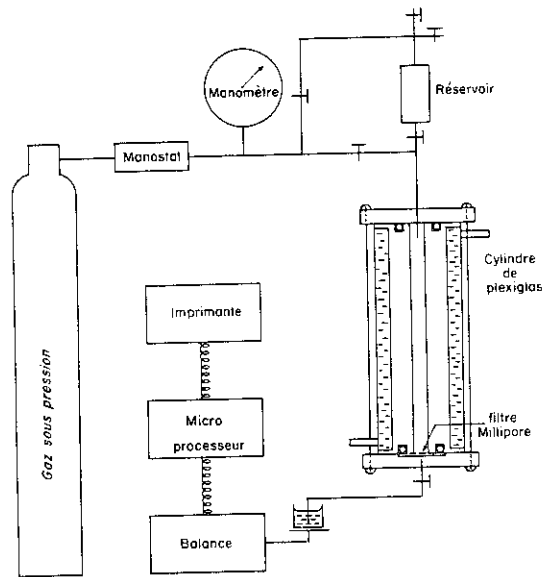 Manomètre
Réservoir
Manostat
Cylindre
de
plexiglas
Gaz sous pression
Imprimante
Micro
processeur
filtre
Millipore
Balance